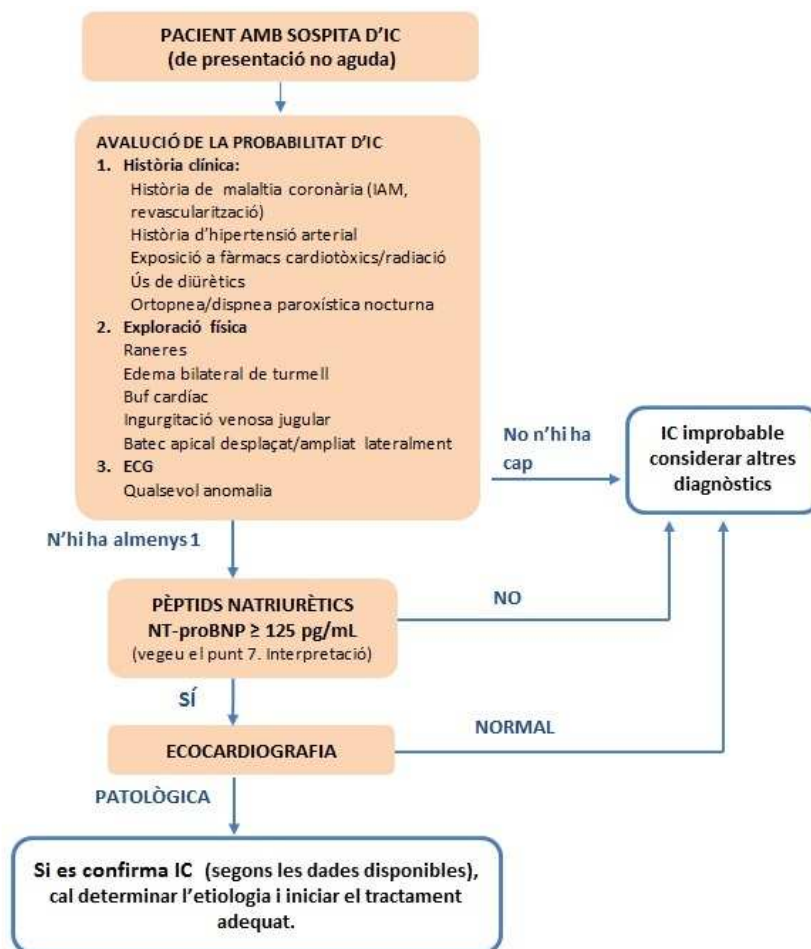 PACIENT AMB SOSPITA D'IC
(de presentació no aguda)
AVALUCIÓ DE LA PROBABILITAT D'IC
1. Història clínica:
Història de malaltia coronària (IAM,
revascularització)
Història d'hipertensió arterial
Exposició a fàrmacs cardiotòxics/radiació
Ús de diürètics
Ortopnea/dispnea paroxística nocturna
2. Exploració física
Raneres
Edema bilateral de turmell
Buf cardíac
Ingurgitació venosa jugular
Batec apical desplaçat/ampliat lateralment
3. ECG
Qualsevol anomalia
No n'hi ha
cap
IC improbable
considerar altres
diagnòstics
N'hi ha almenys 1
PÈPTIDS NATRIURÈTICS
NT-proBNP ≥ 125 pg/mL
(vegeu el punt 7. Interpretació)
NO
SÍ
ECOCARDIOGRAFIA
NORMAL
PATOLÒGICA
Si es confirma IC (segons les dades disponibles),
cal determinar l'etiologia i iniciar el tractament
adequat.